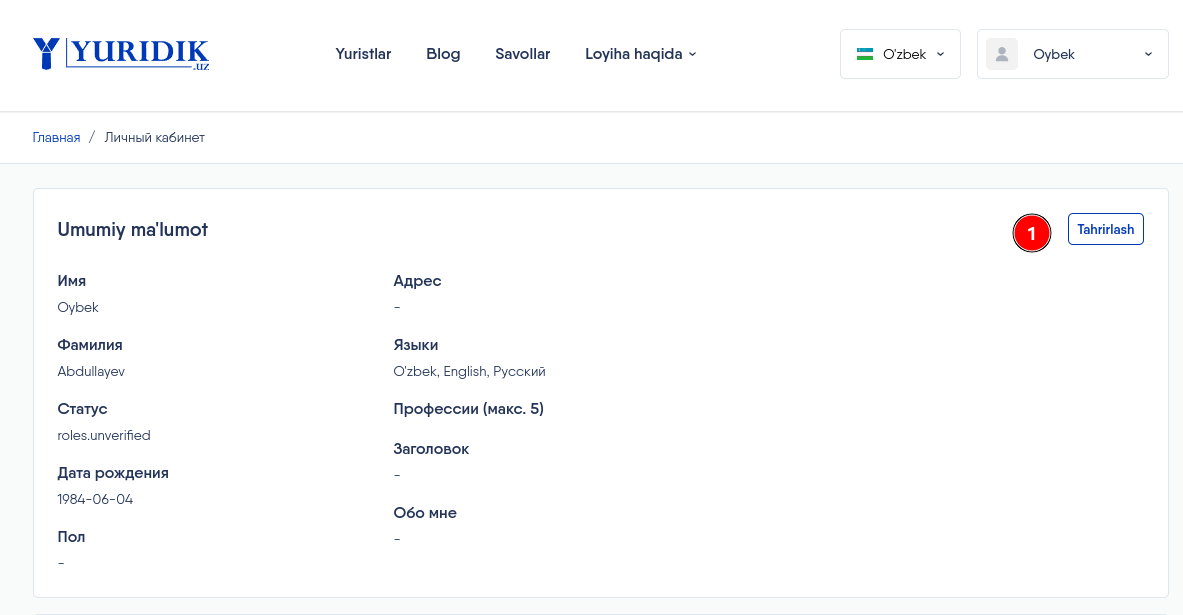 YURIDIK
.uz
Yuristlar Blog Savollar Loyiha haqida
O'zbek
Oybek
Главная / Личный кабинет
Umumiy ma'lumot
1
Tahrirlash
Имя
Oybek
Фамилия
Abdullayev
Статус
roles.unverified
Дата рождения
1984-06-04
Пол
-
Адрес
-
Языки
O'zbek, English, Русский
Профессии (макс. 5)
Заголовок
-
Обо мне
-